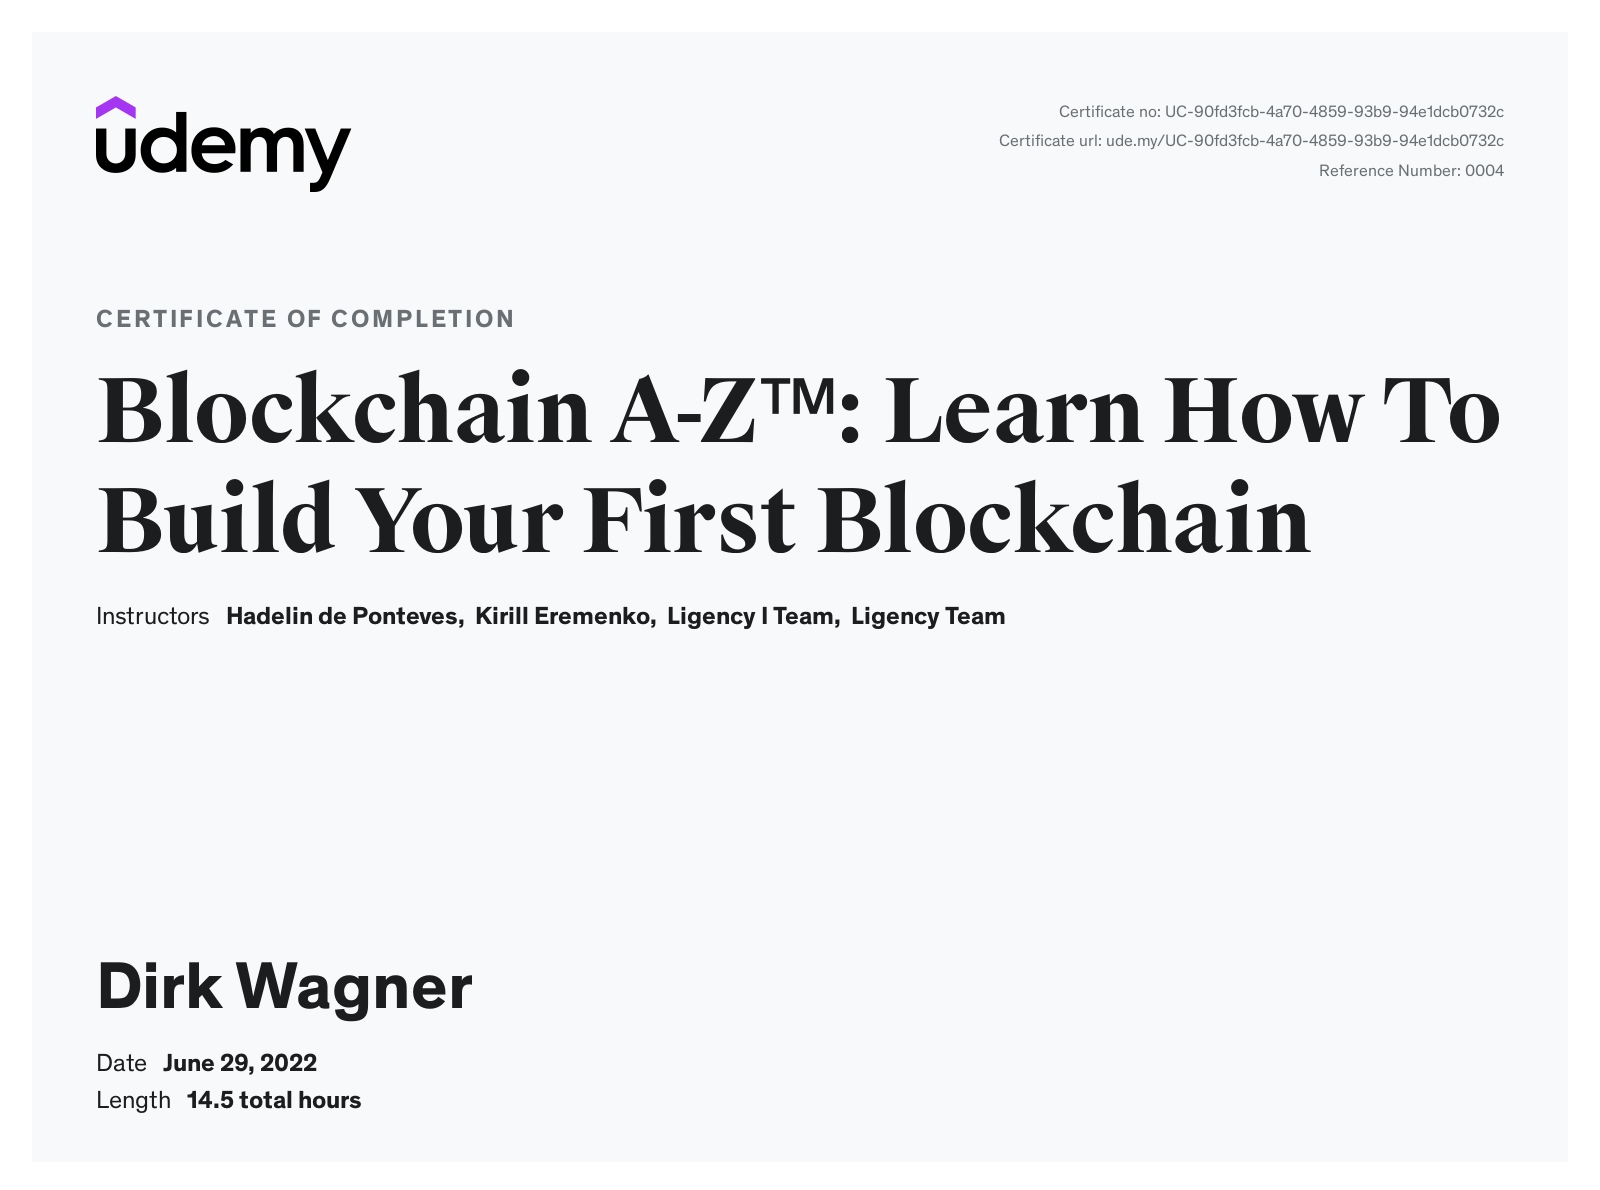 udemy
Certificate no: UC-90fd3fcb-4a70-4859-93b9-94e1dcb0732c
Certificate url: ude.my/UC-90fd3fcb-4a70-4859-93b9-94e1dcb0732c
Reference Number: 0004
CERTIFICATE OF COMPLETION
Blockchain A-Z™: Learn How To
Build Your First Blockchain
Instructors Hadelin de Ponteves, Kirill Eremenko, Ligency I Team, Ligency Team
Dirk Wagner
Date June 29, 2022
Length 14.5 total hours